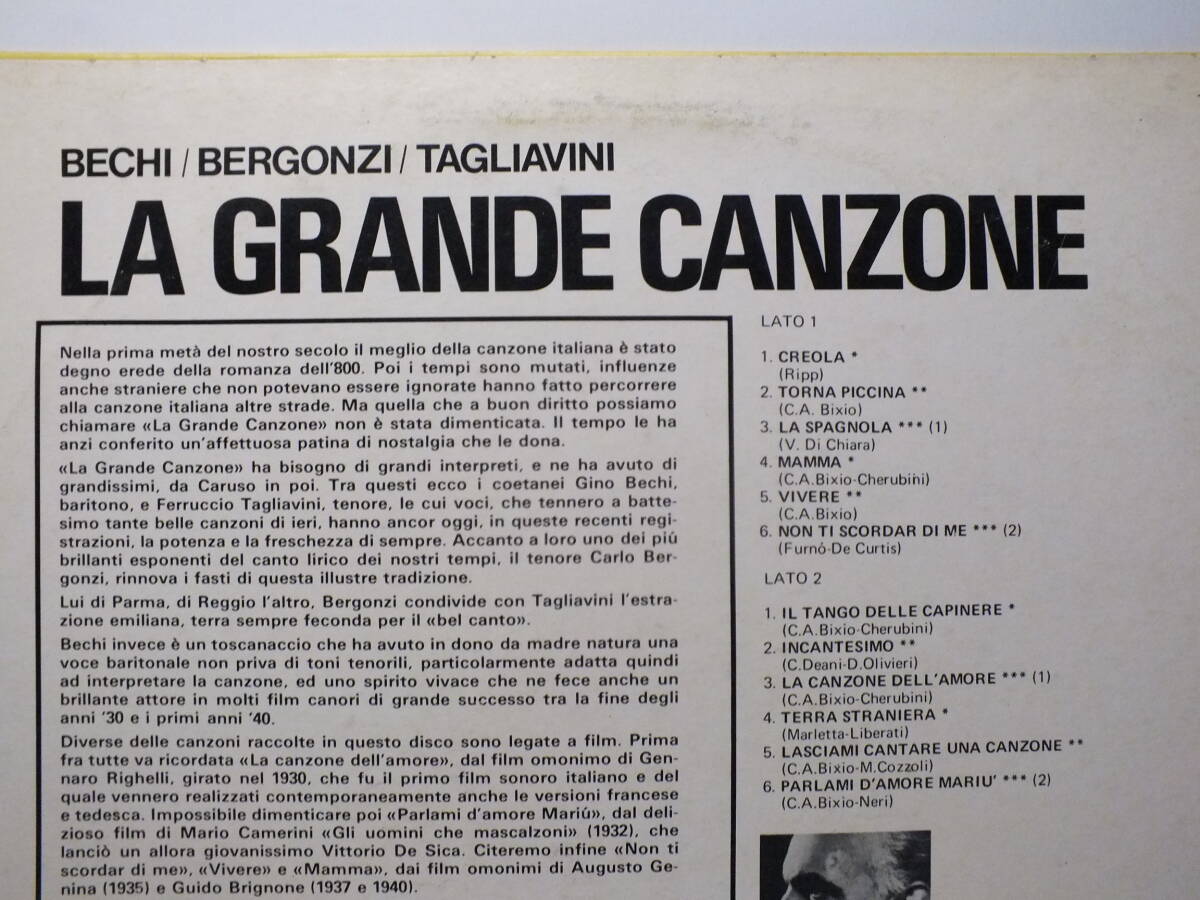 BECHI / BERGONZI / TAGLIAVINI
LA GRANDE CANZONE
Nella prima metà del nostro secolo il meglio della canzone italiana è stato
degno erede della romanza dell'800. Poi i tempi sono mutati, influenze
anche straniere che non potevano essere ignorate hanno fatto percorrere
alla canzone italiana altre strade. Ma quella che a buon diritto possiamo
chiamare «La Grande Canzone» non è stata dimenticata. Il tempo le ha
anzi conferito un'affettuosa patina di nostalgia che le dona.
«La Grande Canzone» ha bisogno di grandi interpreti, e ne ha avuto di
grandissimi, da Caruso in poi. Tra questi ecco i coetanei Gino Bechi,
baritono, e Ferruccio Tagliavini, tenore, le cui voci, che tennero a batte-
simo tante belle canzoni di ieri, hanno ancor oggi, in queste recenti regi-
strazioni, la potenza e la freschezza di sempre. Accanto a loro uno dei piú
brillanti esponenti del canto lirico dei nostri tempi, il tenore Carlo Ber-
gonzi, rinnova i fasti di questa illustre tradizione.
Lui di Parma, di Reggio l'altro, Bergonzi condivide con Tagliavini l'estra-
zione emiliana, terra sempre feconda per il «bel canto».
Bechi invece è un toscanaccio che ha avuto in dono da madre natura una
voce baritonale non priva di toni tenorili, particolarmente adatta quindi
ad interpretare la canzone, ed uno spirito vivace che ne fece anche un
brillante attore in molti film canori di grande successo tra la fine degli
anni '30 e i primi anni '40.
Diverse delle canzoni raccolte in questo disco sono legate a film. Prima
fra tutte va ricordata «La canzone dell'amore», dal film omonimo di Gen-
naro Righelli, girato nel 1930, che fu il primo film sonoro italiano e del
quale vennero realizzati contemporaneamente anche le versioni francese
e tedesca. Impossibile dimenticare poi «Parlami d'amore Mariú», dal deli-
zioso film di Mario Camerini «Gli uomini che mascalzoni» (1932), che
lanciò un allora giovanissimo Vittorio De Sica. Citeremo infine «Non ti
scordar di me», «Vivere» e «Mamma», dai film omonimi di Augusto Ge-
nina (1935) e Guido Brignone (1937 e 1940).
LATO 1
1. CREOLA *
(Ripp)
2. TORNA PICCINA **
(C.A. Bixio)
3. LA SPAGNOLA *** (1)
(V. Di Chiara)
4. MAMMA *
(C.A.Bixio-Cherubini)
5. VIVERE **
(C.A.Bixio)
6. NON TI SCORDAR DI ME *** (2)
(Furnó-De Curtis)
LATO 2
1. IL TANGO DELLE CAPINERE *
(C.A.Bixio-Cherubini)
2. INCANTESIMO **
(C.Deani-D.Olivieri)
3. LA CANZONE DELL'AMORE *** (1)
(C.A.Bixio-Cherubini)
4. TERRA STRANIERA *
(Marletta-Liberati)
5. LASCIAMI CANTARE UNA CANZONE **
(C.A.Bixio-M.Cozzoli)
6. PARLAMI D'AMORE MARIU' *** (2)
(C.A.Bixio-Neri)